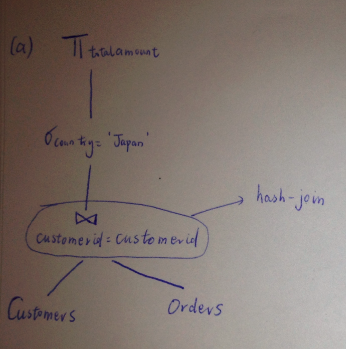 (a) Π totalamount
σ country = 'Japan'
hash-join
⋈
customerid = customerid
Customers Orders